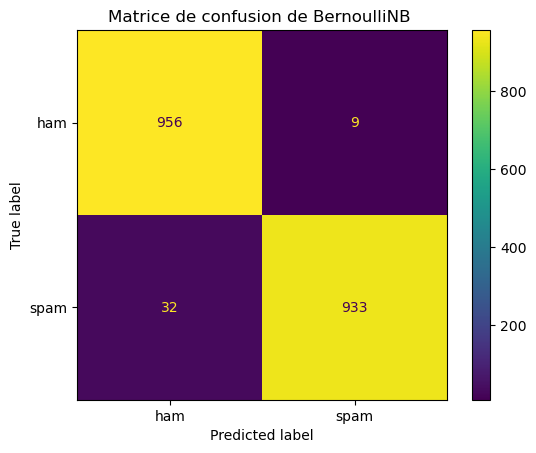 Matrice de confusion de BernoulliNB
True label
ham
956
9
spam
32
933
ham
spam
Predicted label
800
600
400
200